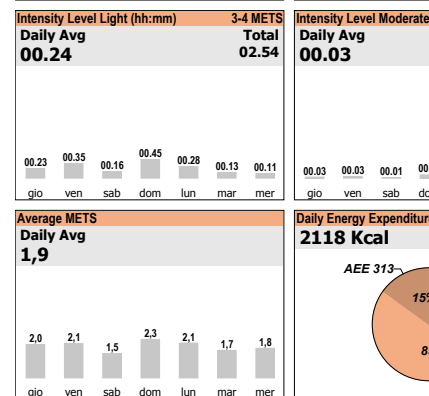 Intensity Level Light (hh:mm) 3-4 METS
Daily Avg Total
00.24 02.54
00.23 00.35 00.16 00.45 00.28 00.13 00.11
gio ven sab dom lun mar mer
Intensity Level Moderate
Daily Avg
00.03
00.03 00.03 00.01
gio ven sab
Average METS
Daily Avg
1,9
2,0 2,1 1,5 2,3 2,1 1,7 1,8
gio ven sab dom lun mar mer
Daily Energy Expenditure
2118 Kcal
AEE 313
15%